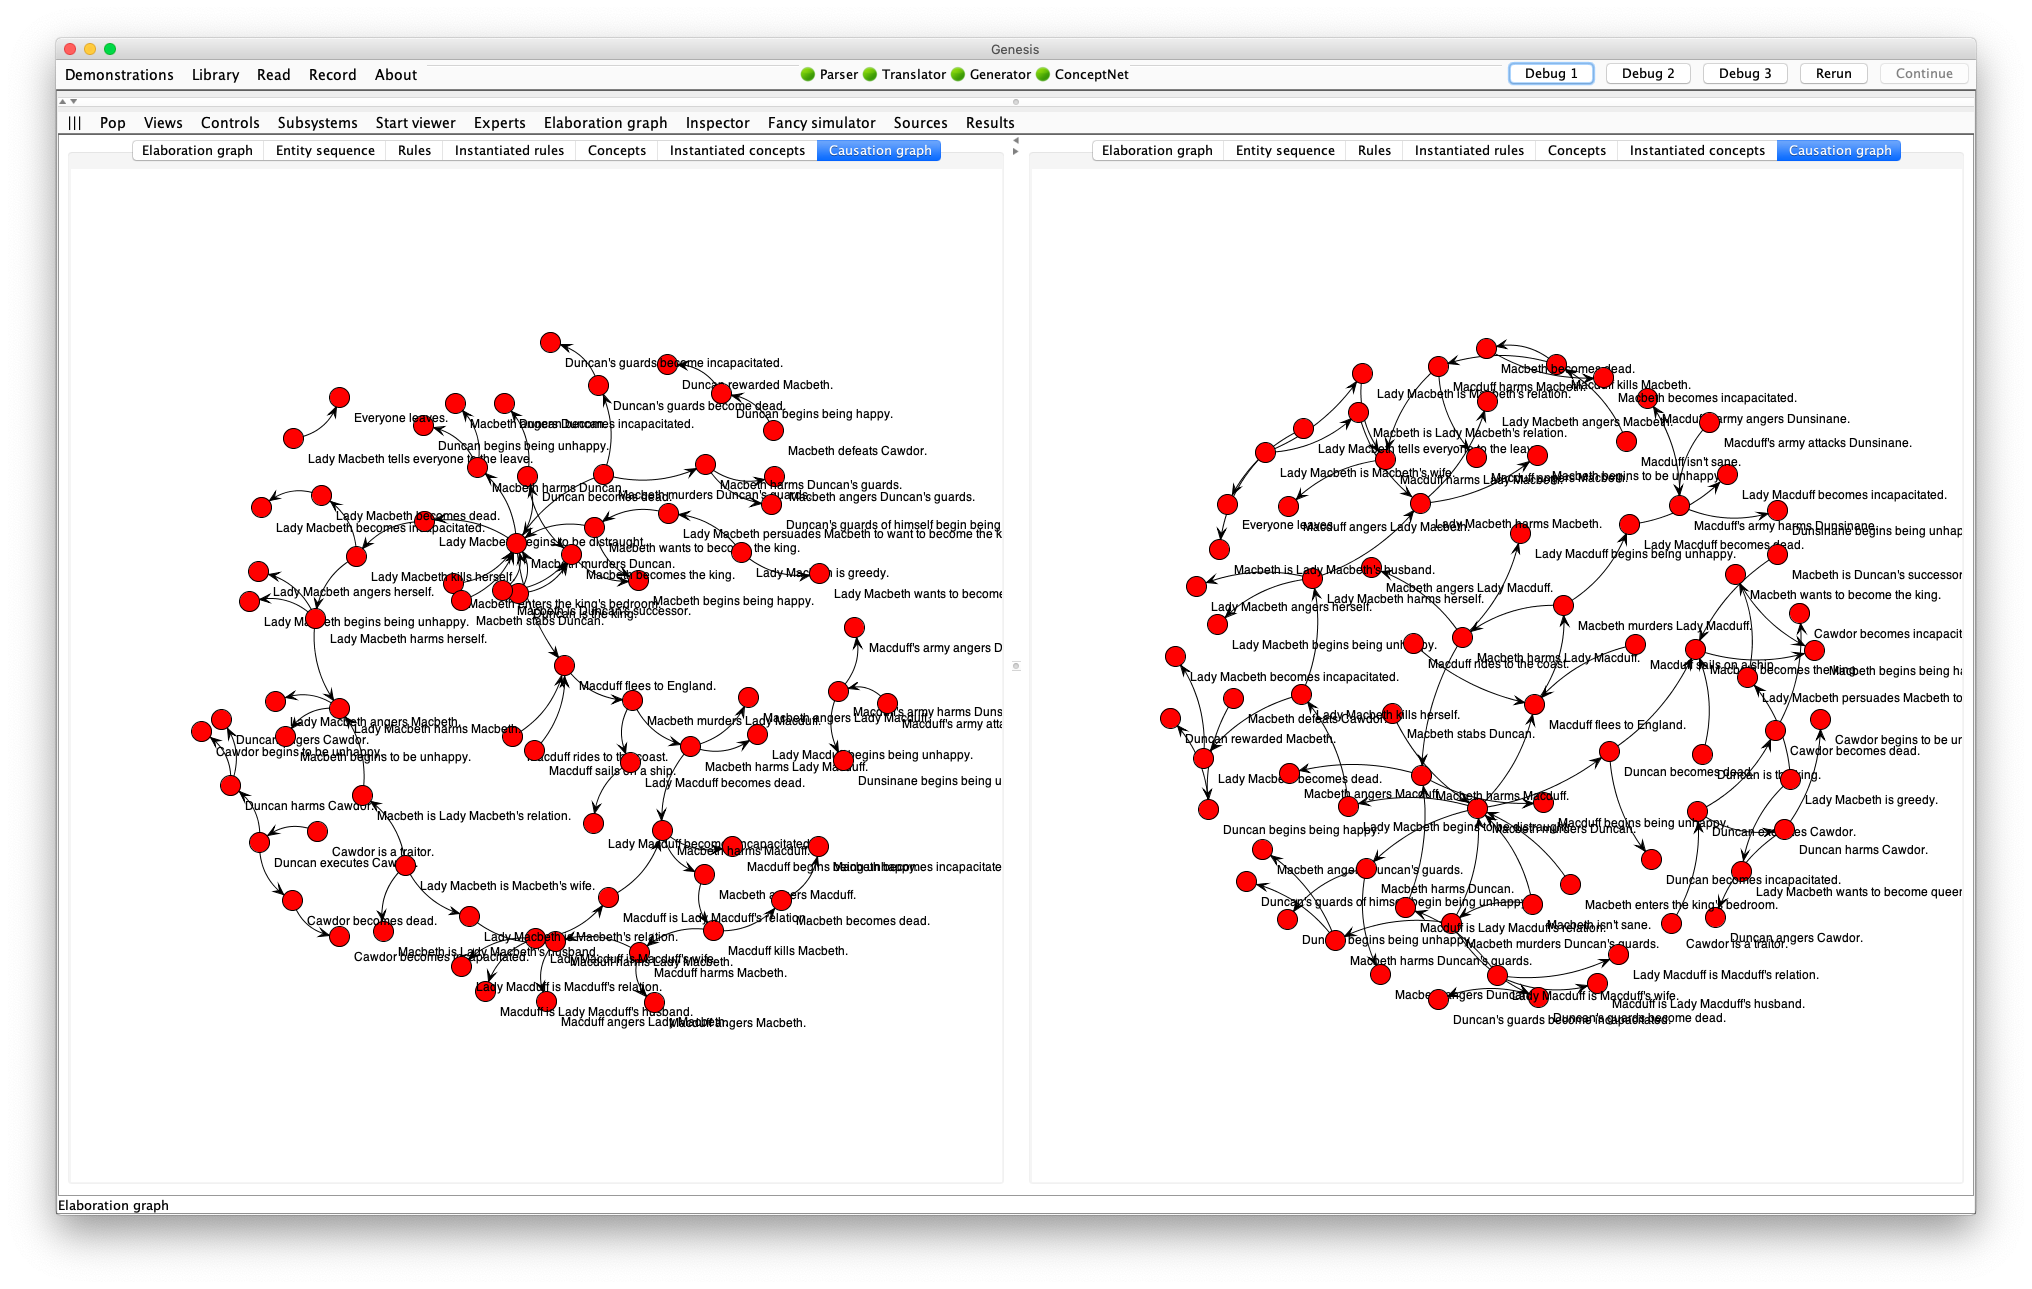 Genesis
Demonstrations Library Read Record About
Parser Translator Generator ConceptNet
Debug 1 Debug 2 Debug 3 Rerun Continue
Pop Views Controls Subsystems Start viewer Experts Elaboration graph Inspector Fancy simulator Sources Results
Elaboration graph Entity sequence Rules Instantiated rules Concepts Instantiated concepts Causation graph
Duncan's guards become incapacitated.
Duncan rewarded Macbeth.
Duncan's guards become dead.
Duncan begins being happy.
Everyone leaves.
Macbeth angers Duncan.
Duncan becomes incapacitated.
Duncan begins being unhappy.
Macbeth defeats Cawdor.
Lady Macbeth tells everyone to the leave.
Macbeth harms Duncan.
Macbeth harms Duncan's guards.
Duncan becomes dead.
Macbeth murders Duncan's guards.
Macbeth angers Duncan's guards.
Lady Macbeth becomes dead.
Lady Macbeth becomes incapacitated.
Duncan's guards of himself begin being
Lady Macbeth persuades Macbeth to want to become the k
Lady Macbeth begins to be distraught.
Macbeth wants to become the king.
Macbeth murders Duncan.
Lady Macbeth kills herself.
Macbeth becomes the king.
Lady Macbeth is greedy.
Lady Macbeth angers herself.
Lady Macbeth wants to become
Macbeth enters the king's bedroom.
Macbeth begins being happy.
Macbeth is Duncan's successor.
Duncan is the king.
Lady Macbeth begins being unhappy.
Macbeth stabs Duncan.
Lady Macbeth harms herself.
Macduff's army angers D
Macduff flees to England.
Macduff's army harms Duns
Lady Macbeth angers Macbeth.
Macbeth murders Lady Macduff.
Macbeth angers Lady Macduff.
Macduff's army atta
Lady Macbeth harms Macbeth.
Duncan angers Cawdor.
Cawdor begins to be unhappy.
Macbeth begins to be unhappy.
Macduff rides to the coast.
Lady Macduff begins being unhappy.
Macbeth harms Lady Macduff.
Macduff sails on a ship.
Lady Macduff becomes dead.
Dunsinane begins being u
Duncan harms Cawdor.
Macbeth is Lady Macbeth's relation.
Lady Macduff becomes incapacitated.
Macbeth harms Macduff.
Cawdor is a traitor.
Duncan executes Cawdor.
Macduff begins being unhappy.
Macbeth becomes incapacitate
Lady Macbeth is Macbeth's wife.
Macbeth angers Macduff.
Cawdor becomes dead.
Macduff is Lady Macduff's relation.
Macbeth becomes dead.
Lady Macbeth is Macbeth's relation.
Macbeth is Lady Macbeth's husband.
Macduff kills Macbeth.
Cawdor becomes incapacitated.
Lady Macduff is Macduff's wife.
Macduff harms Lady Macbeth.
Macduff harms Macbeth.
Lady Macduff is Macduff's relation.
Macduff is Lady Macduff's husband.
Macduff angers Lady Macbeth.
Macduff angers Macbeth.
Elaboration graph Entity sequence Rules Instantiated rules Concepts Instantiated concepts Causation graph
Macbeth becomes dead.
Macduff kills Macbeth.
Macduff harms Macbeth.
Lady Macbeth is Macbeth's relation.
Macbeth becomes incapacitated.
Macduff's army angers Dunsinane.
Lady Macbeth angers Macbeth.
Macbeth is Lady Macbeth's relation.
Macduff's army attacks Dunsinane.
Lady Macbeth tells everyone to the leave.
Macduff isn't sane.
Lady Macbeth is Macbeth's wife.
Macduff harms Lady Macbeth.
Macduff angers Macbeth.
Macbeth begins to be unhappy.
Lady Macduff becomes incapacitated.
Everyone leaves.
Macduff angers Lady Macbeth.
Lady Macbeth harms Macbeth.
Macduff's army harms Dunsinane.
Dunsinane begins being unhap
Lady Macduff becomes dead.
Lady Macduff begins being unhappy.
Macbeth is Lady Macbeth's husband.
Macbeth is Duncan's successor
Macbeth angers Lady Macduff.
Macbeth wants to become the king.
Lady Macbeth harms herself.
Lady Macbeth angers herself.
Macbeth murders Lady Macduff.
Cawdor becomes incapacit
Lady Macbeth begins being unhappy.
Macbeth harms Lady Macduff.
Macduff rides to the coast.
Macduff sails on a ship.
Macbeth becomes the king.
Macbeth begins being ha
Lady Macbeth becomes incapacitated.
Lady Macbeth persuades Macbeth to
Macbeth defeats Cawdor.
Lady Macbeth kills herself.
Macduff flees to England.
Macbeth stabs Duncan.
Duncan rewarded Macbeth.
Cawdor begins to be ur
Cawdor becomes dead.
Duncan becomes dead.
Duncan is the king.
Lady Macbeth becomes dead.
Macbeth angers Macduff.
Macbeth harms Macduff.
Lady Macbeth is greedy.
Duncan begins being happy.
Lady Macbeth begins to be distraught.
Macbeth murders Duncan.
Macduff begins being unhappy.
Duncan executes Cawdor.
Duncan harms Cawdor.
Macbeth angers Duncan's guards.
Duncan becomes incapacitated.
Macbeth harms Duncan.
Lady Macbeth wants to become queer
Duncan's guards of himself begin being unhappy.
Macbeth enters the king's bedroom.
Macduff is Lady Macduff's relation.
Macbeth isn't sane.
Duncan begins being unhappy.
Macbeth murders Duncan's guards.
Cawdor is a traitor.
Duncan angers Cawdor.
Macbeth harms Duncan's guards.
Lady Macduff is Macduff's relation.
Macbeth angers Duncan.
Lady Macduff is Macduff's wife.
Macduff is Lady Macduff's husband.
Duncan's guards become incapacitated.
Duncan's guards become dead.
Elaboration graph